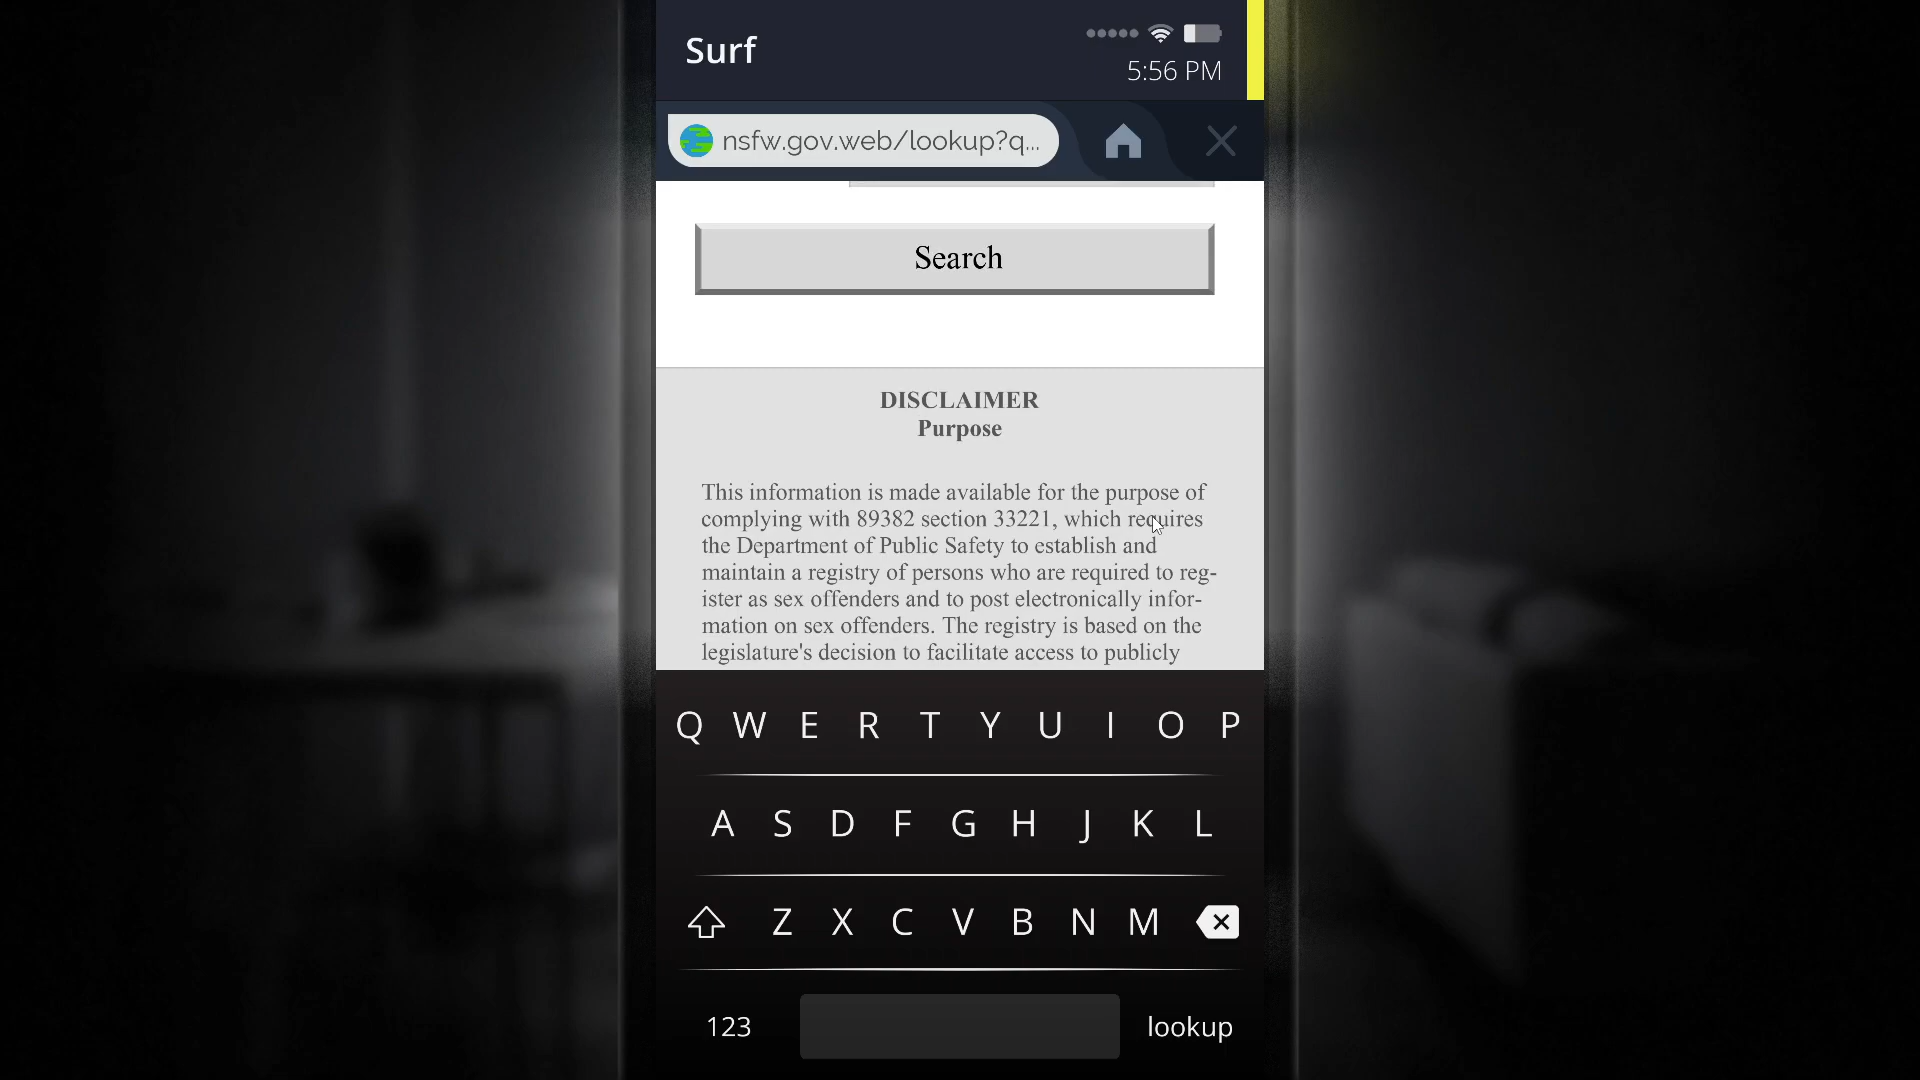 Surf
5:56 PM
nsfw.gov.web/lookup?q...
Search
DISCLAIMER
Purpose
This information is made available for the purpose of
complying with 89382 section 33221, which requires
the Department of Public Safety to establish and
maintain a registry of persons who are required to reg-
ister as sex offenders and to post electronically infor-
mation on sex offenders. The registry is based on the
legislature's decision to facilitate access to publicly
Q W E R T Y U I O P
A S D F G H J K L
Z X C V B N M
123
lookup